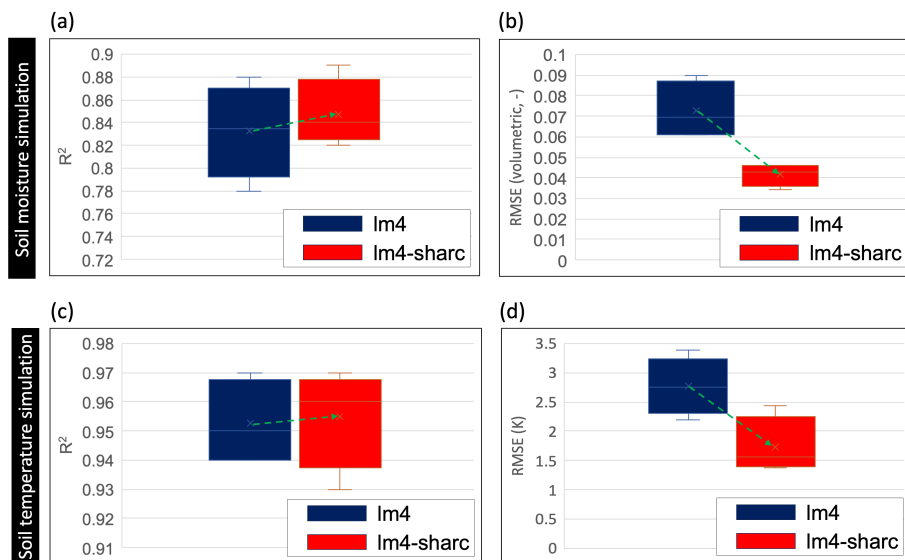 (a)
(b)
Soil moisture simulation
R²
0.9
0.88
0.86
0.84
0.82
0.8
0.78
0.76
0.74
0.72
lm4
lm4-sharc
RMSE (volumetric, -)
0.1
0.09
0.08
0.07
0.06
0.05
0.04
0.03
0.02
0.01
0
lm4
lm4-sharc
(c)
(d)
Soil temperature simulation
R²
0.98
0.97
0.96
0.95
0.94
0.93
0.92
0.91
lm4
lm4-sharc
RMSE (K)
3.5
3
2.5
2
1.5
1
0.5
0
lm4
lm4-sharc